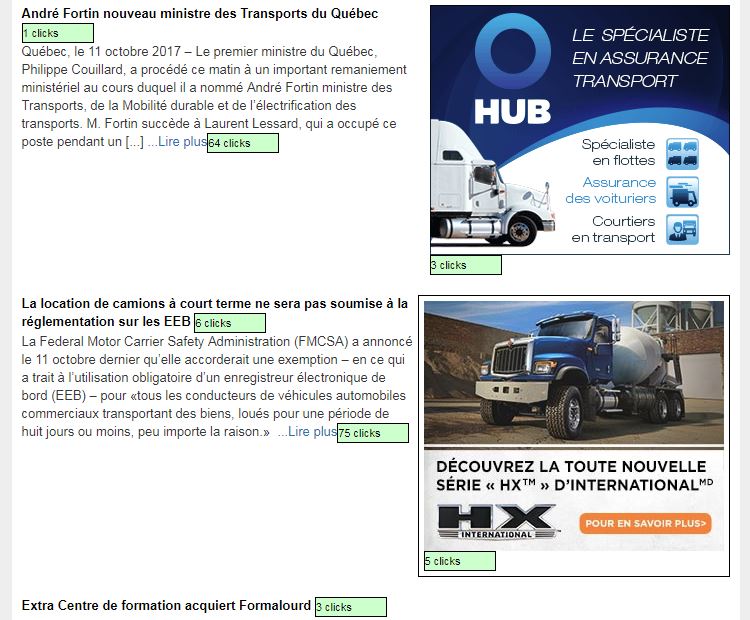 André Fortin nouveau ministre des Transports du Québec
1 clicks
Québec, le 11 octobre 2017 – Le premier ministre du Québec,
Philippe Couillard, a procédé ce matin à un important remaniement
ministériel au cours duquel il a nommé André Fortin ministre des
Transports, de la Mobilité durable et de l'électrification des
transports. M. Fortin succède à Laurent Lessard, qui a occupé ce
poste pendant un [...] ...Lire plus 64 clicks
HUB
LE SPÉCIALISTE
EN ASSURANCE
TRANSPORT
Spécialiste
en flottes
Assurance
des voituriers
Courtiers
en transport
3 clicks
La location de camions à court terme ne sera pas soumise à la
réglementation sur les EEB 6 clicks
La Federal Motor Carrier Safety Administration (FMCSA) a annoncé
le 11 octobre dernier qu'elle accorderait une exemption – en ce qui
a trait à l'utilisation obligatoire d'un enregistreur électronique de
bord (EEB) – pour «tous les conducteurs de véhicules automobiles
commerciaux transportant des biens, loués pour une période de
huit jours ou moins, peu importe la raison.» ...Lire plus 75 clicks
DÉCOUVREZ LA TOUTE NOUVELLE
SÉRIE « HX™ » D'INTERNATIONALMD
HX
INTERNATIONAL
POUR EN SAVOIR PLUS>
5 clicks
Extra Centre de formation acquiert Formalourd 3 clicks